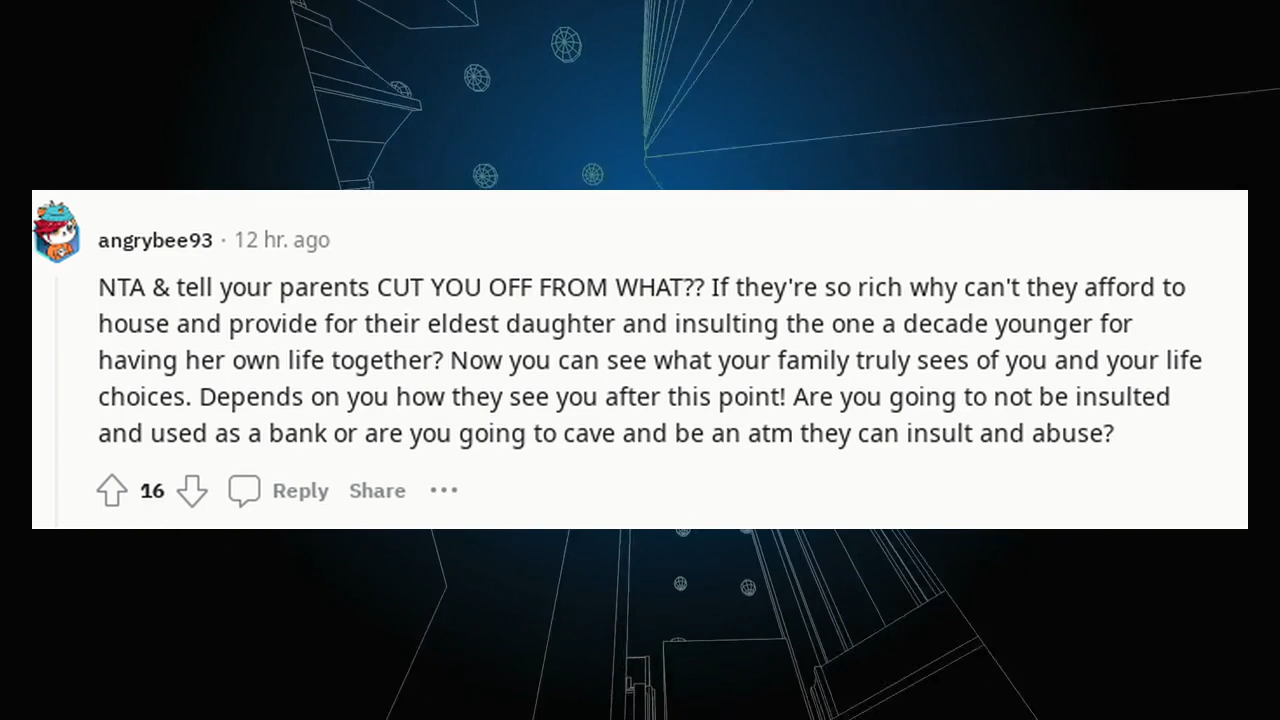 angrybee93 · 12 hr. ago
NTA & tell your parents CUT YOU OFF FROM WHAT?? If they're so rich why can't they afford to
house and provide for their eldest daughter and insulting the one a decade younger for
having her own life together? Now you can see what your family truly sees of you and your life
choices. Depends on you how they see you after this point! Are you going to not be insulted
and used as a bank or are you going to cave and be an atm they can insult and abuse?
16 Reply Share ···